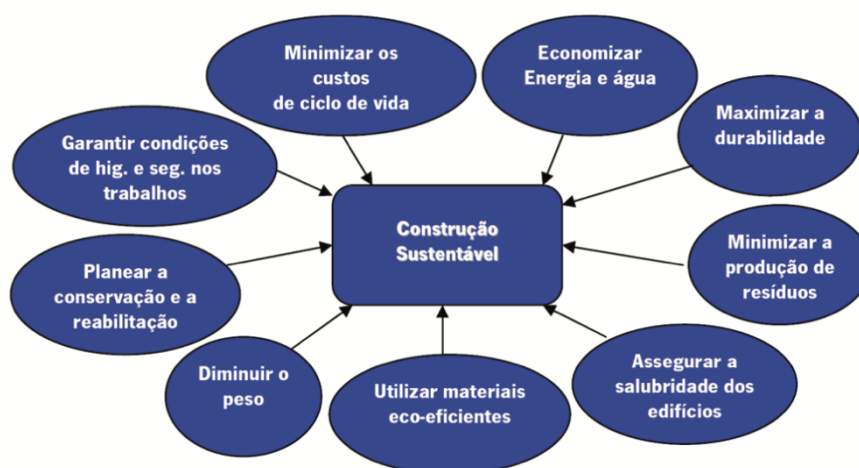 Minimizar os
custos
de ciclo de vida
Economizar
Energia e água
Maximizar a
durabilidade
Garantir condições
de hig. e seg. nos
trabalhos
Construção
Sustentável
Minimizar a
produção de
resíduos
Planear a
conservação e a
reabilitação
Diminuir o
peso
Utilizar materiais
eco-eficientes
Assegurar a
salubridade dos
edifícios